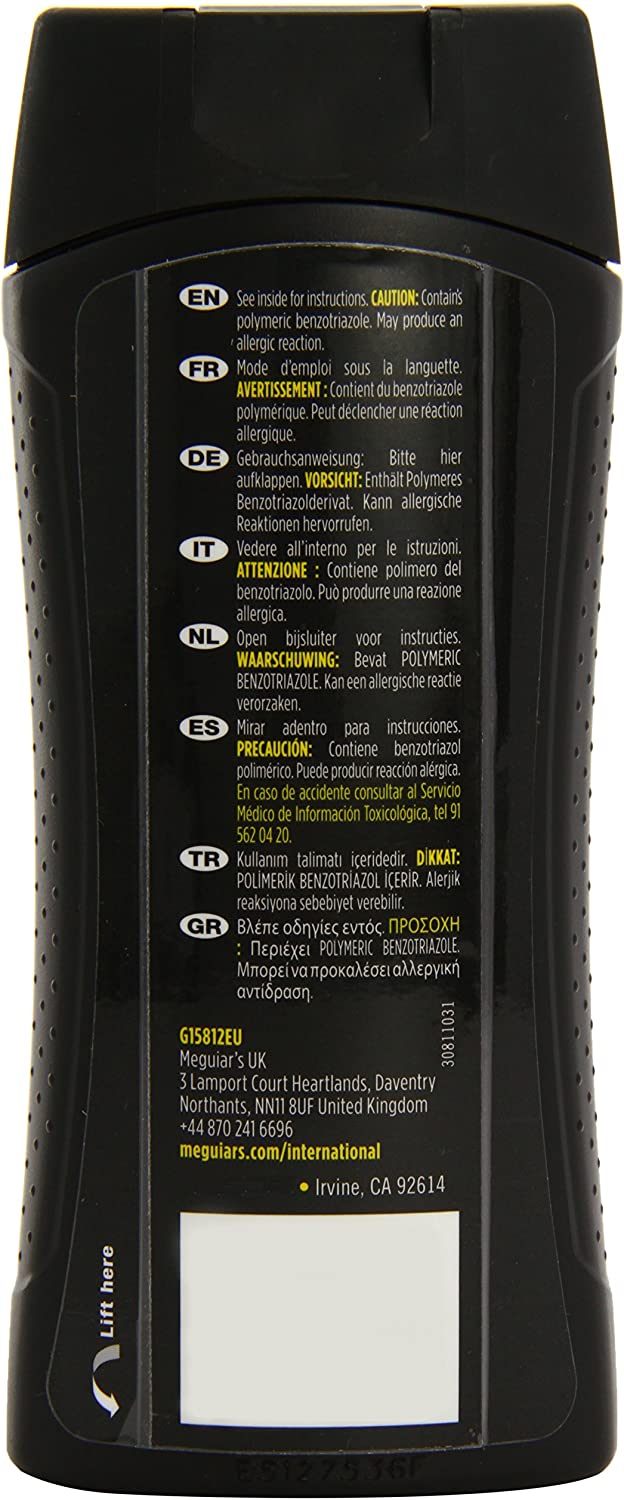 EN See inside for instructions. CAUTION: Contains
polymeric benzotriazole. May produce an
allergic reaction.
FR Mode d'emploi sous la languette.
AVERTISSEMENT : Contient du benzotriazole
polymérique. Peut déclencher une réaction
allergique.
DE Gebrauchsanweisung: Bitte hier
aufklappen. VORSICHT: Enthält Polymeres
Benzotriazolderivat. Kann allergische
Reaktionen hervorrufen.
IT Vedere all'interno per le istruzioni.
ATTENZIONE : Contiene polimero del
benzotriazolo. Può produrre una reazione
allergica.
NL Open bijsluiter voor instructies.
WAARSCHUWING: Bevat POLYMERIC
BENZOTRIAZOLE. Kan een allergische reactie
verorzaken.
ES Mirar adentro para instrucciones.
PRECAUCIÓN: Contiene benzotriazol
polimérico. Puede producir reacción alérgica.
En caso de accidente consultar al Servicio
Médico de Información Toxicológica, tel 91
562 04 20.
TR Kullanım talimatı içeridedir. DİKKAT:
POLİMERİK BENZOTRİAZOL İÇERİR. Alerjik
reaksiyona sebebiyet verebilir.
GR Βλέπε οδηγίες εντός. ΠΡΟΣΟΧΗ
: Περιέχει POLYMERIC BENZOTRIAZOLE.
Μπορεί να προκαλέσει αλλεργική
αντίδραση.
30811031
G15812EU
Meguiar's UK
3 Lamport Court Heartlands, Daventry
Northants, NN11 8UF United Kingdom
+44 870 241 6696
meguiars.com/international
• Irvine, CA 92614
Lift here
ES127536F